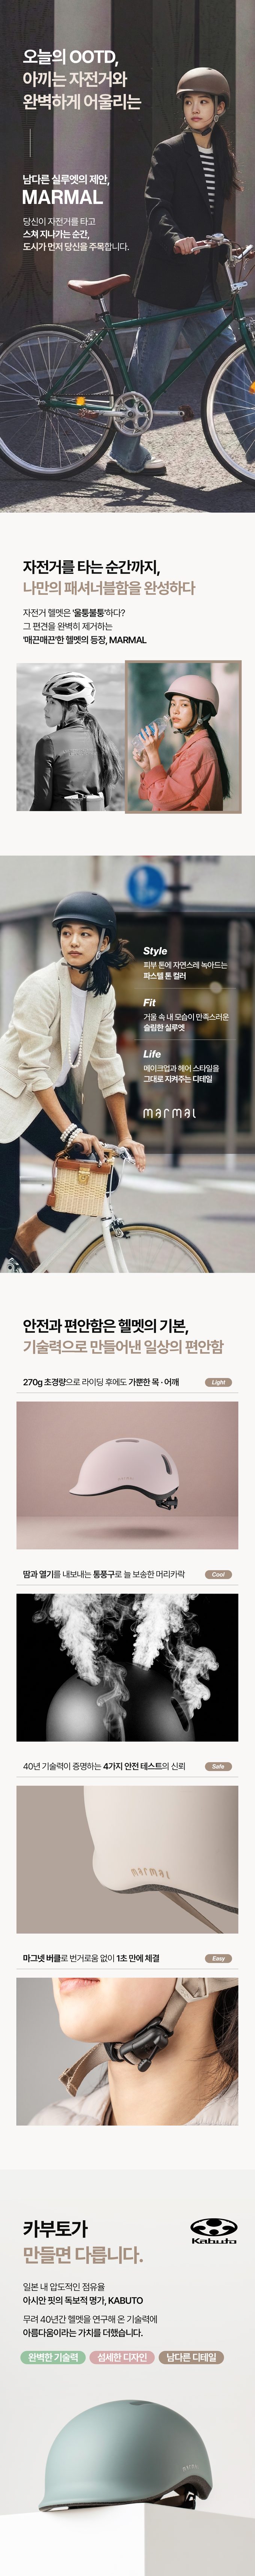 오늘의 OOTD,
아끼는 자전거와
완벽하게 어울리는
남다른 실루엣의 제안,
MARMAL
당신이 자전거를 타고
스쳐 지나가는 순간,
도시가 먼저 당신을 주목합니다.
자전거를 타는 순간까지,
나만의 패셔너블함을 완성하다
자전거 헬멧은 '울퉁불퉁'하다?
그 편견을 완벽히 제거하는
'매끈매끈'한 헬멧의 등장, MARMAL
Style
피부 톤에 자연스레 녹아드는
파스텔 톤 컬러
Fit
거울 속 내 모습이 만족스러운
슬림한 실루엣
Life
메이크업과 헤어 스타일을
그대로 지켜주는 디테일
marmal
안전과 편안함은 헬멧의 기본,
기술력으로 만들어낸 일상의 편안함
270g 초경량으로 라이딩 후에도 가뿐한 목·어깨
Light
땀과 열기를 내보내는 통풍구로 늘 보송한 머리카락
Cool
40년 기술력이 증명하는 4가지 안전 테스트의 신뢰
Safe
marmal
마그넷 버클로 번거로움 없이 1초 만에 체결
Easy
카부토가
만들면 다릅니다.
Kabuto
일본 내 압도적인 점유율
아시안 핏의 독보적 명가, KABUTO
무려 40년간 헬멧을 연구해 온 기술력에
아름다움이라는 가치를 더했습니다.
완벽한 기술력
섬세한 디자인
남다른 디테일